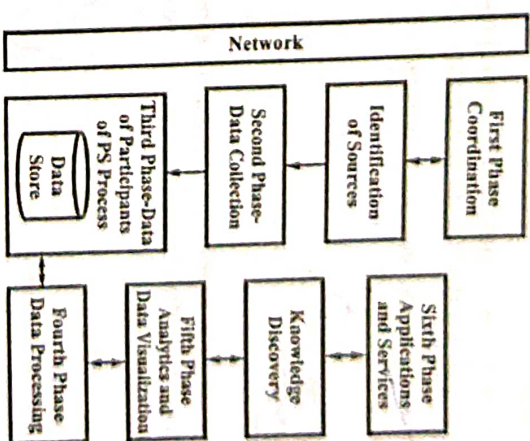 Network
First Phase
Coordination
Identification
of Sources
Second Phase-
Data Collection
Third Phase-Data
of Participants
of PS Process
Data
Store
Fourth Phase
Data Processing
Fifth Phase
Analytics and
Data Visualization
Knowledge
Discovery
Sixth Phase
Applications
and Services